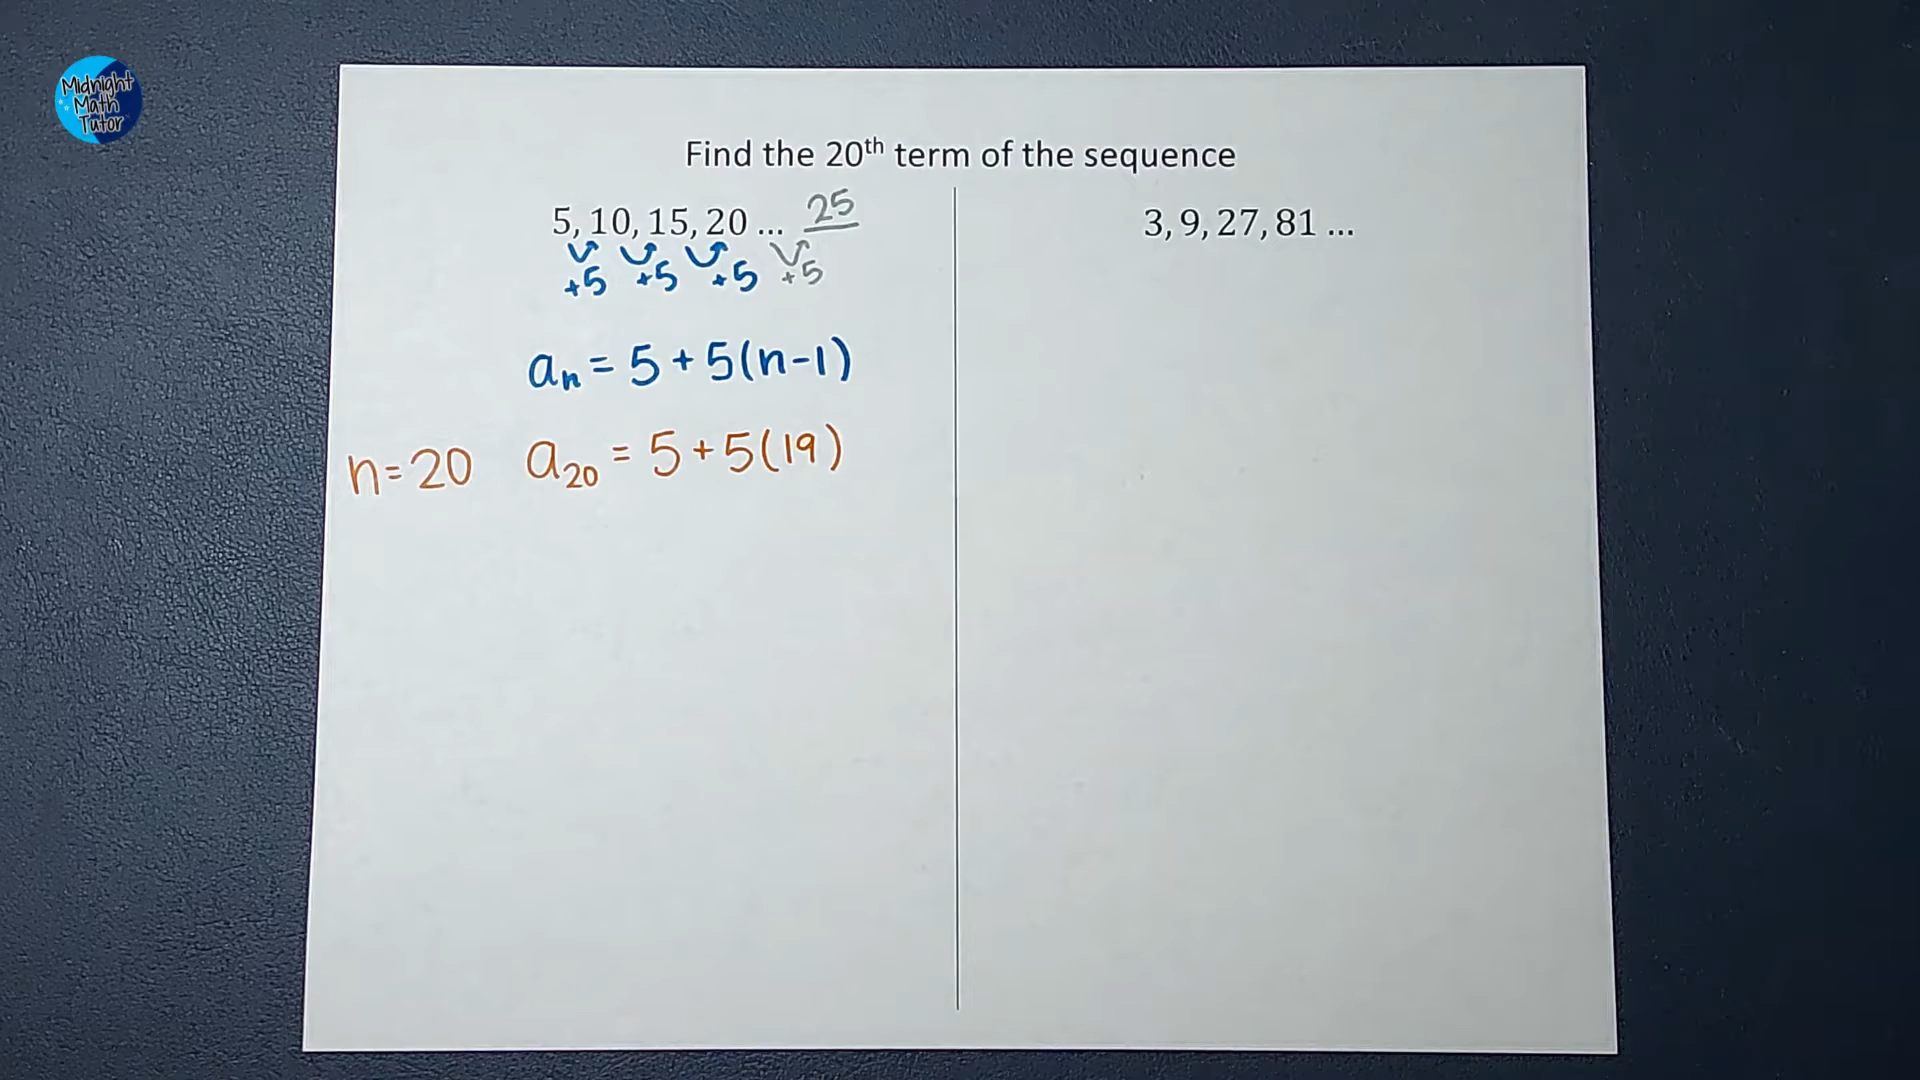 Midnight
Math
Tutor
Find the 20th term of the sequence
5, 10, 15, 20 ... 25
+5 +5 +5 +5
aₙ = 5 + 5(n-1)
n=20 a₂₀ = 5 + 5(19)
3, 9, 27, 81 ...